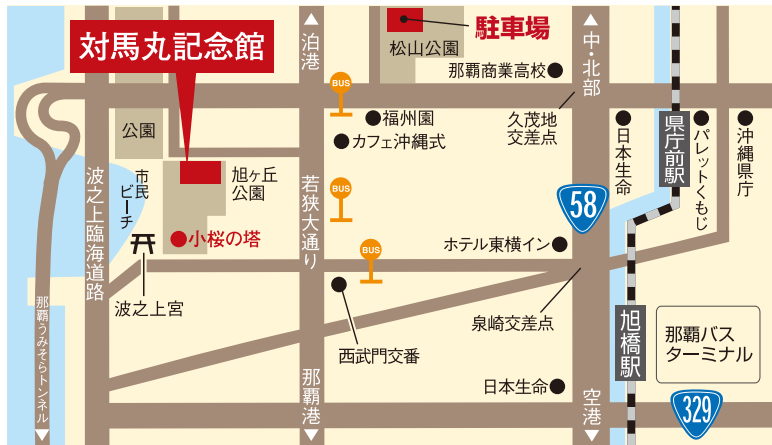 対馬丸記念館
泊港
松山公園
駐車場
中・北部
那覇商業高校
BUS
福州園
カフェ沖縄式
久茂地
交差点
日本生命
県庁前駅
パレットくもじ
沖縄県庁
公園
市民
ビーチ
旭ヶ丘
公園
波之上臨海道路
若狭大通り
BUS
58
小桜の塔
BUS
ホテル東横イン
波之上宮
那覇うみそらトンネル
西武門交番
泉崎交差点
旭橋駅
那覇バス
ターミナル
那覇港
日本生命
空港
329